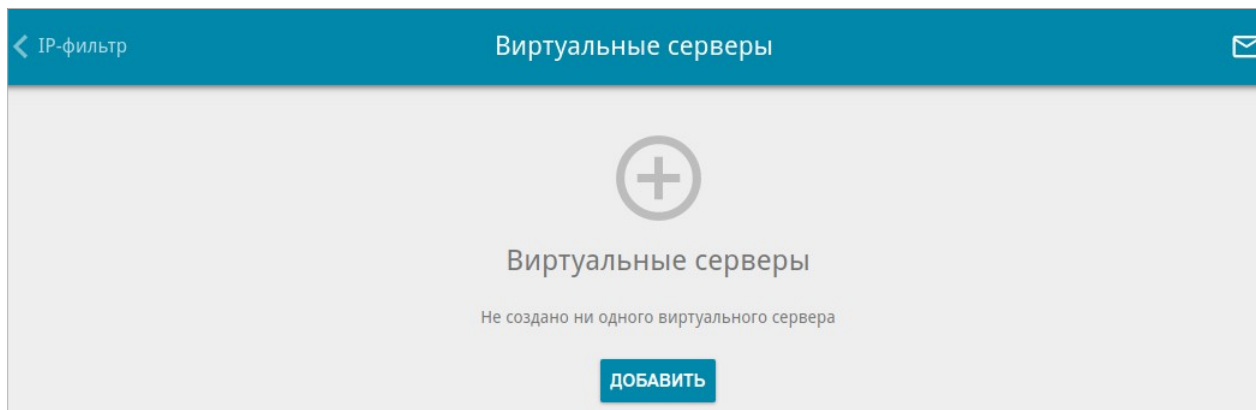 IP-фильтр
Виртуальные серверы
Виртуальные серверы
Не создано ни одного виртуального сервера
ДОБАВИТЬ